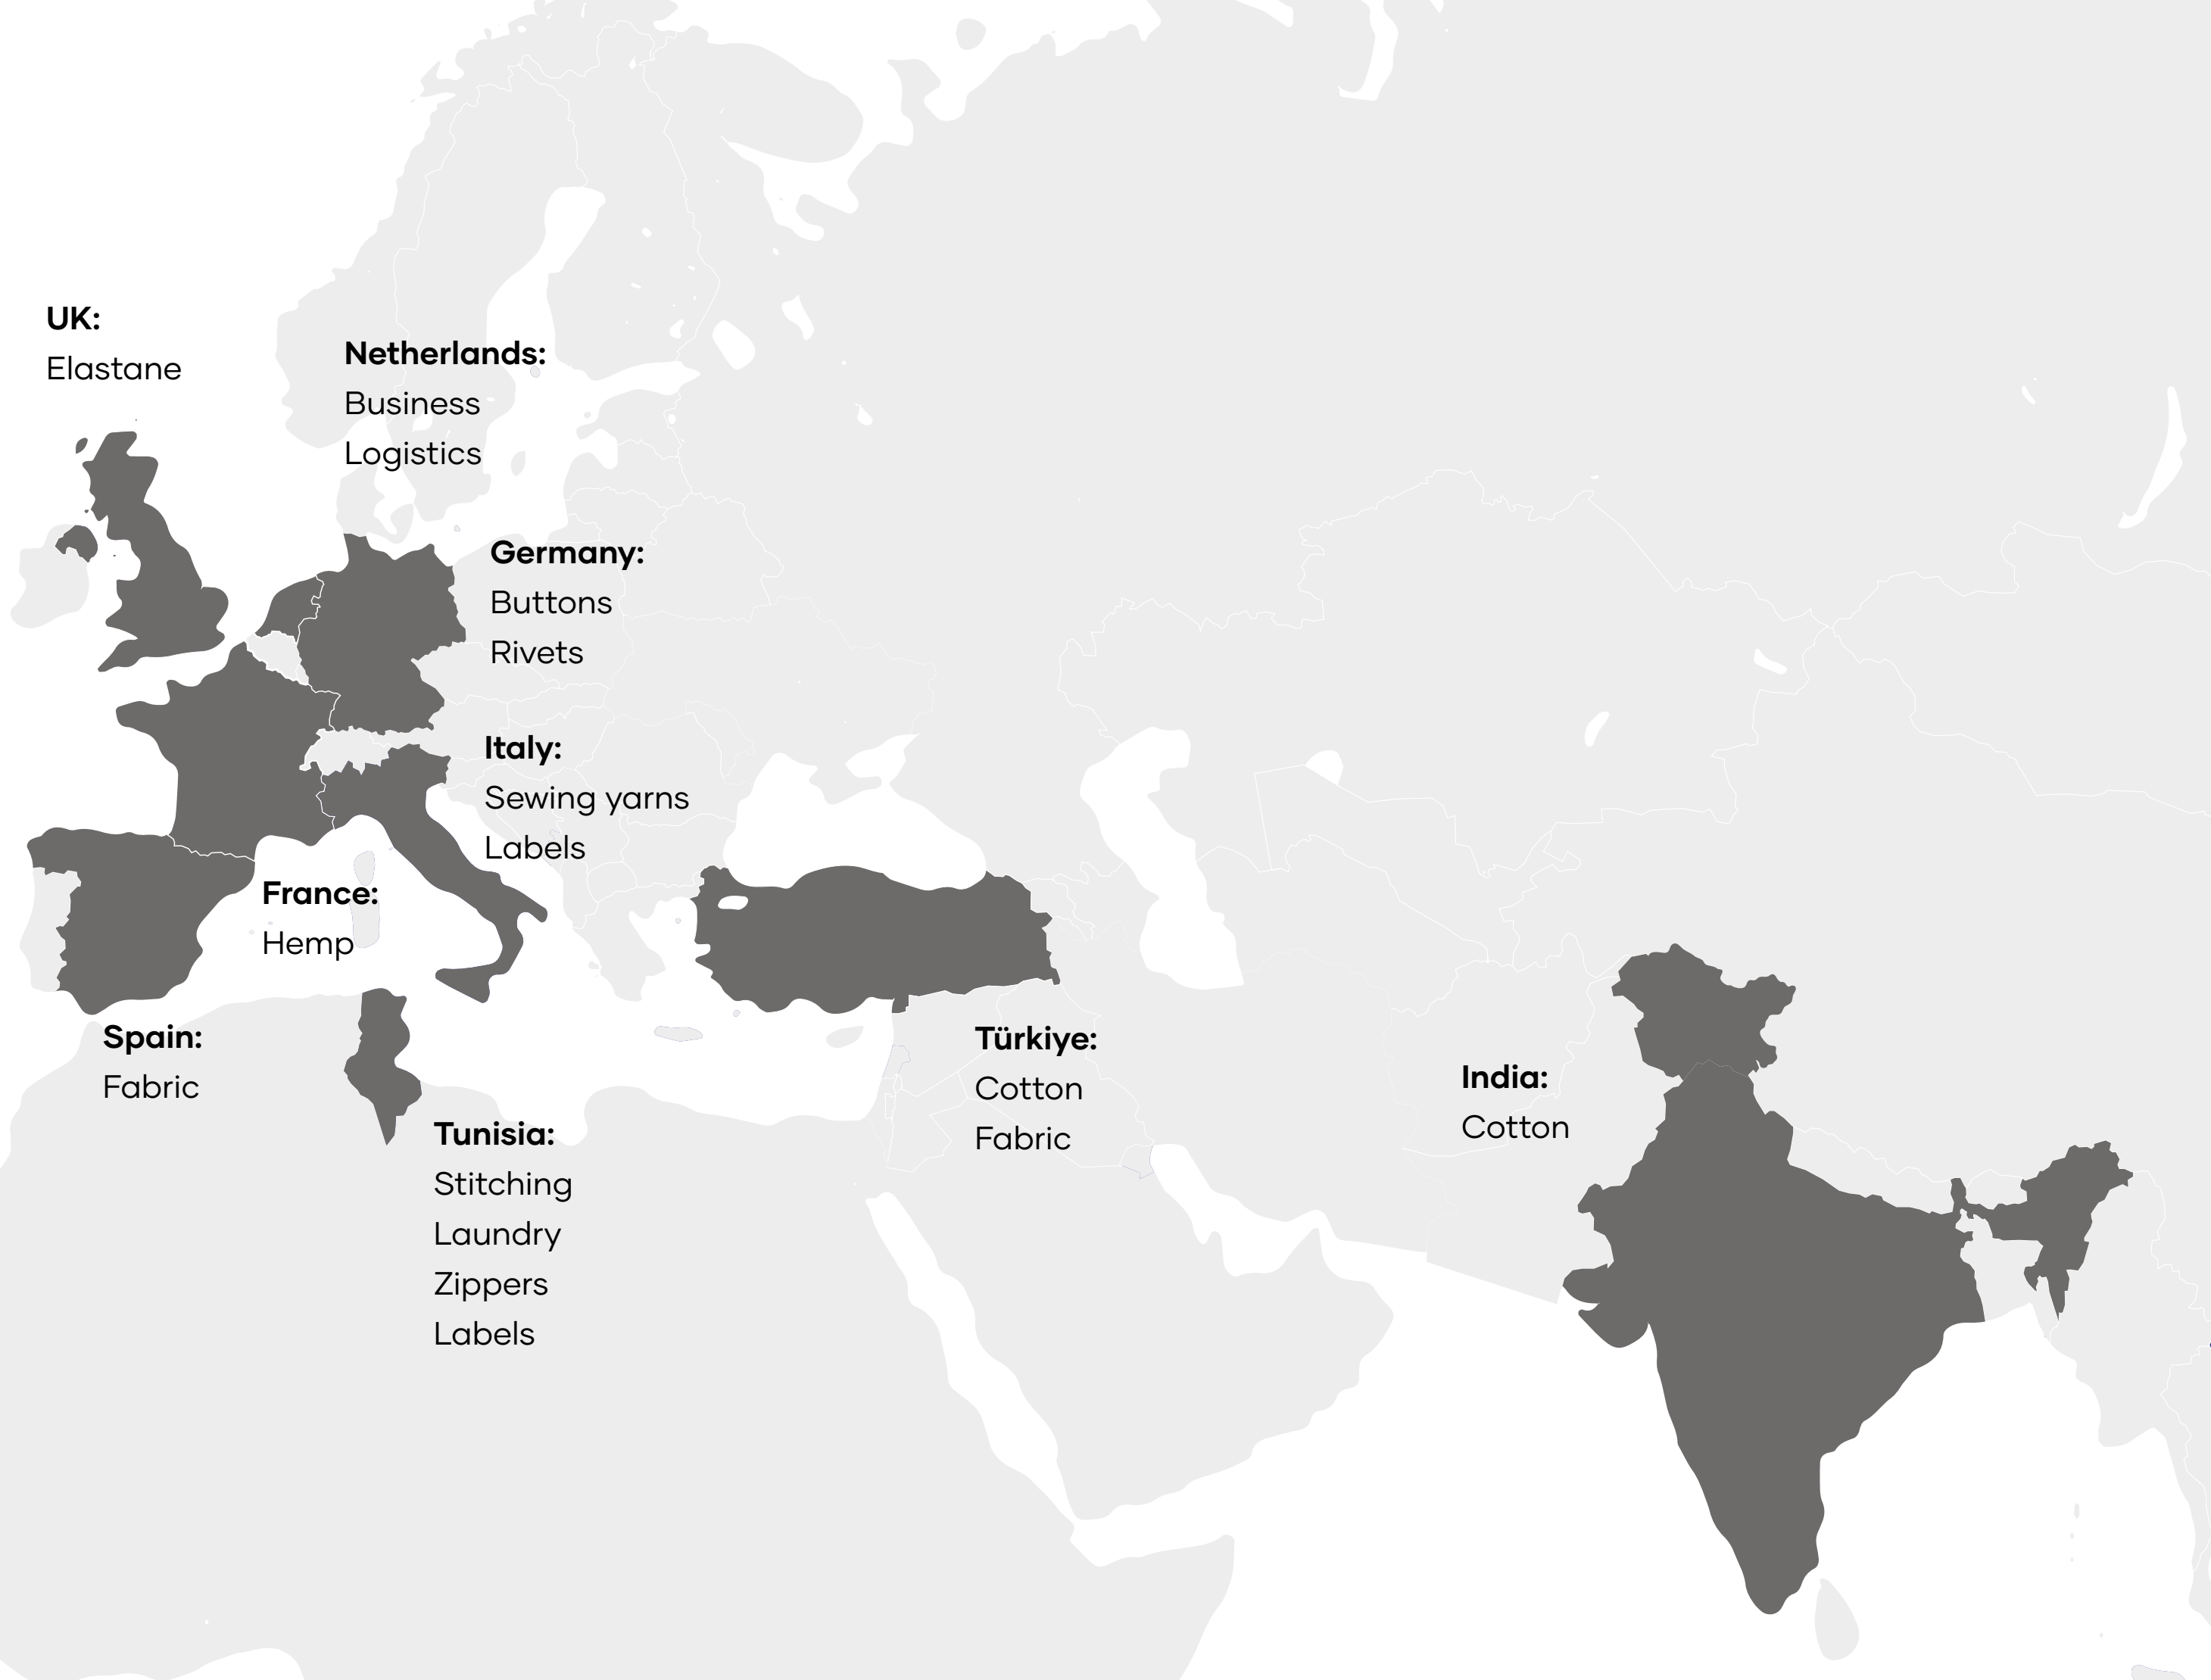 UK:
Elastane
Netherlands:
Business
Logistics
Germany:
Buttons
Rivets
Italy:
Sewing yarns
Labels
France:
Hemp
Spain:
Fabric
Tunisia:
Stitching
Laundry
Zippers
Labels
Türkiye:
Cotton
Fabric
India:
Cotton